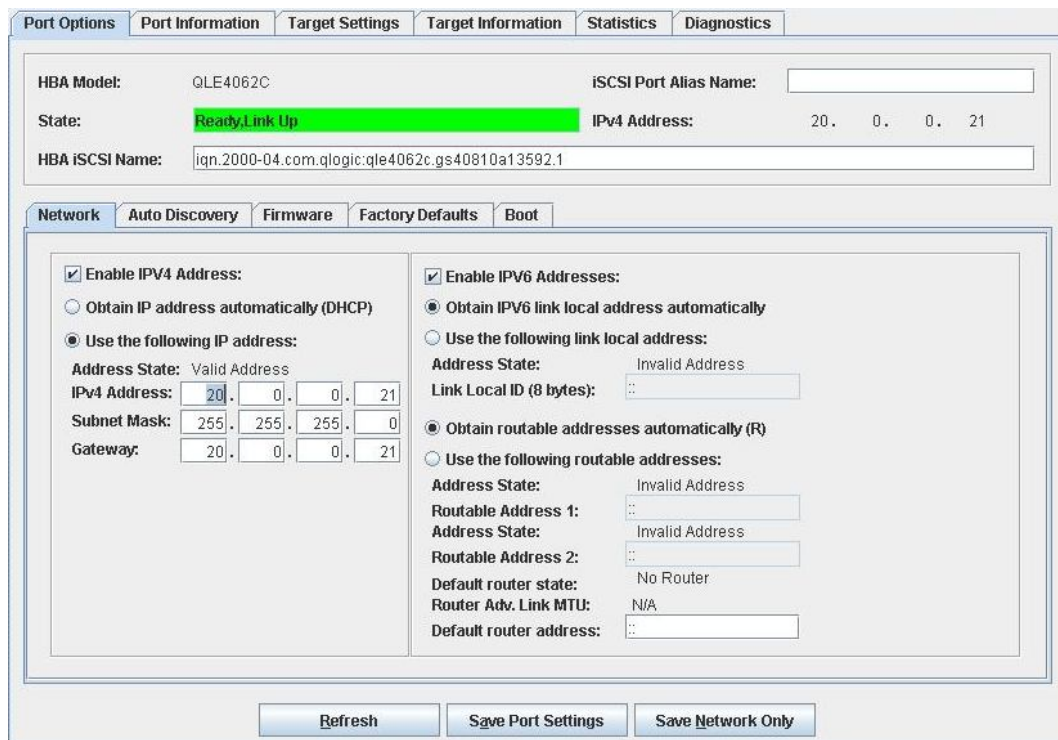 Port Options Port Information Target Settings Target Information Statistics Diagnostics
HBA Model: QLE4062C iSCSI Port Alias Name:
State: Ready,Link Up IPv4 Address: 20. 0. 0. 21
HBA iSCSI Name: iqn.2000-04.com.qlogic:qle4062c.gs40810a13592.1
Network Auto Discovery Firmware Factory Defaults Boot
Enable IPV4 Address:
Obtain IP address automatically (DHCP)
Use the following IP address:
Address State: Valid Address
IPv4 Address: 20. 0. 0. 21
Subnet Mask: 255. 255. 255. 0
Gateway: 20. 0. 0. 21
Enable IPV6 Addresses:
Obtain IPV6 link local address automatically
Use the following link local address:
Address State: Invalid Address
Link Local ID (8 bytes): ::
Obtain routable addresses automatically (R)
Use the following routable addresses:
Address State: Invalid Address
Routable Address 1: ::
Address State: Invalid Address
Routable Address 2: ::
Default router state: No Router
Router Adv. Link MTU: N/A
Default router address: ::
Refresh Save Port Settings Save Network Only